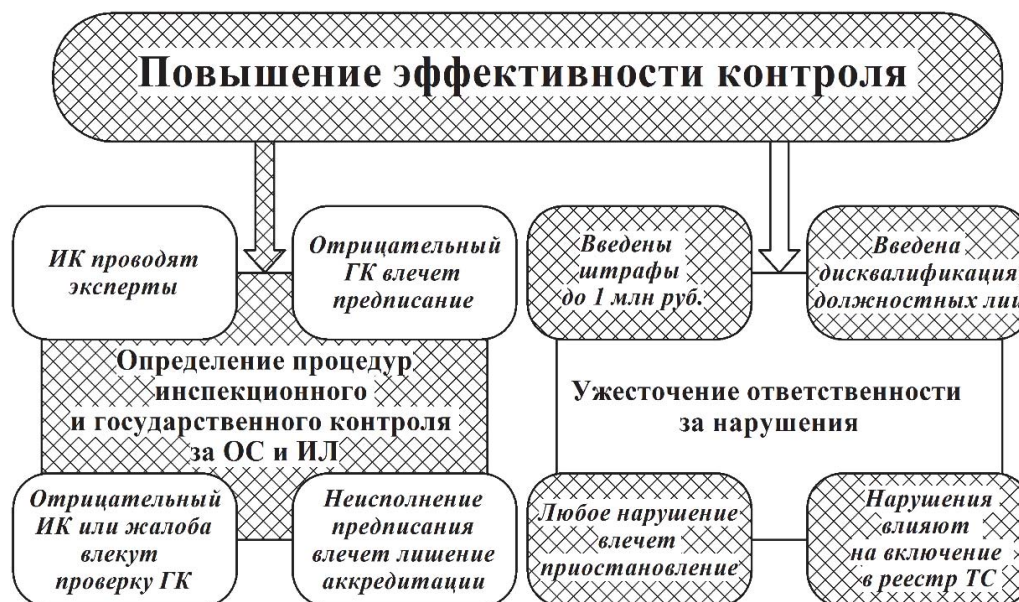 Повышение эффективности контроля
ИК проводят
эксперты
Отрицательный
ГК влечет
предписание
Определение процедур
инспекционного
и государственного контроля
за ОС и ИЛ
Отрицательный
ИК или жалоба
влекут
проверку ГК
Неисполнение
предписания
влечет лишение
аккредитации
Введены
штрафы
до 1 млн руб.
Введена
дисквалификация
должностных лиц
Ужесточение ответственности
за нарушения
Любое нарушение
влечет
приостановление
Нарушения
влияют
на включение
в реестр ТС